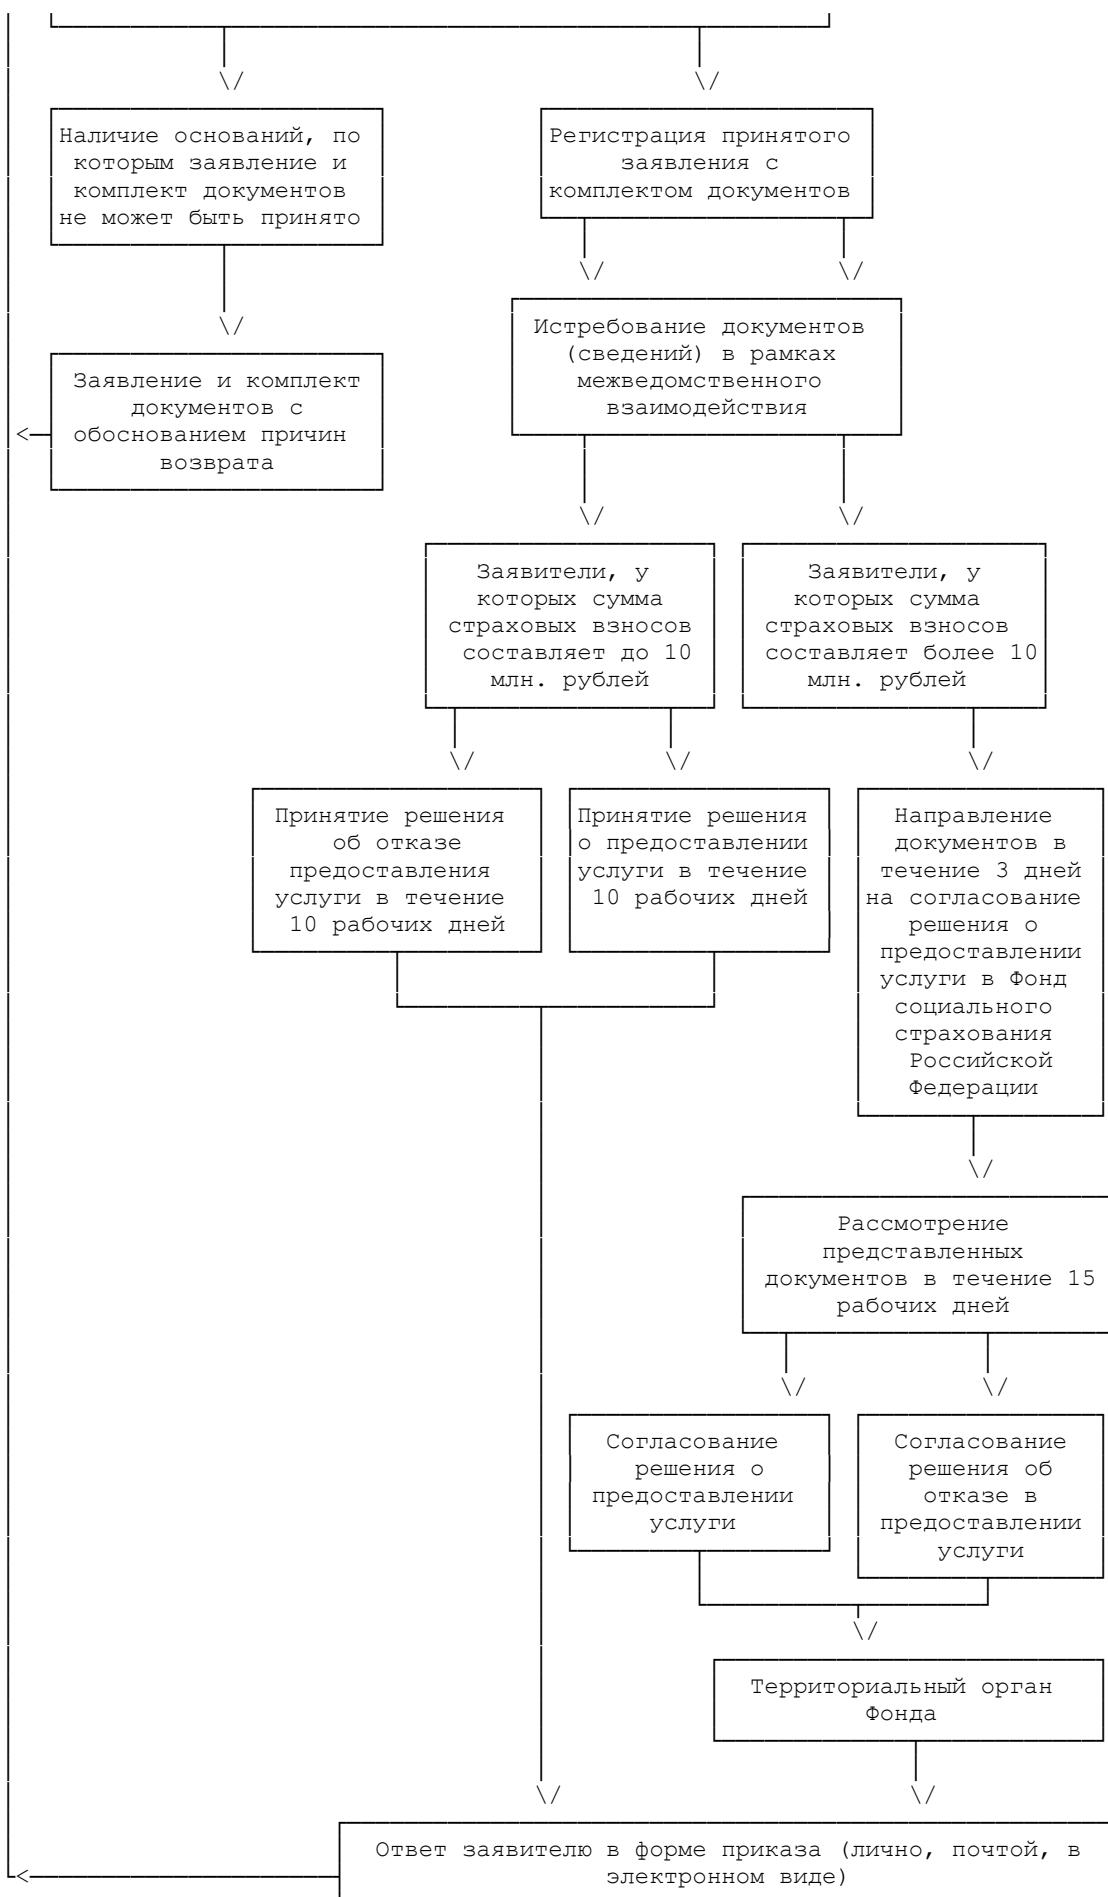 Наличие оснований, по
которым заявление и
комплект документов
не может быть принято
Регистрация принятого
заявления с
комплектом документов
Истребование документов
(сведений) в рамках
межведомственного
взаимодействия
Заявление и комплект
документов с
обоснованием причин
возврата
Заявители, у
которых сумма
страховых взносов
составляет до 10
млн. рублей
Заявители, у
которых сумма
страховых взносов
составляет более 10
млн. рублей
Принятие решения
об отказе
предоставления
услуги в течение
10 рабочих дней
Принятие решения
о предоставлении
услуги в течение
10 рабочих дней
Направление
документов в
течение 3 дней
на согласование
решения о
предоставлении
услуги в Фонд
социального
страхования
Российской
Федерации
Рассмотрение
представленных
документов в течение 15
рабочих дней
Согласование
решения о
предоставлении
услуги
Согласование
решения об
отказе в
предоставлении
услуги
Территориальный орган
Фонда
Ответ заявителю в форме приказа (лично, почтой, в
электронном виде)